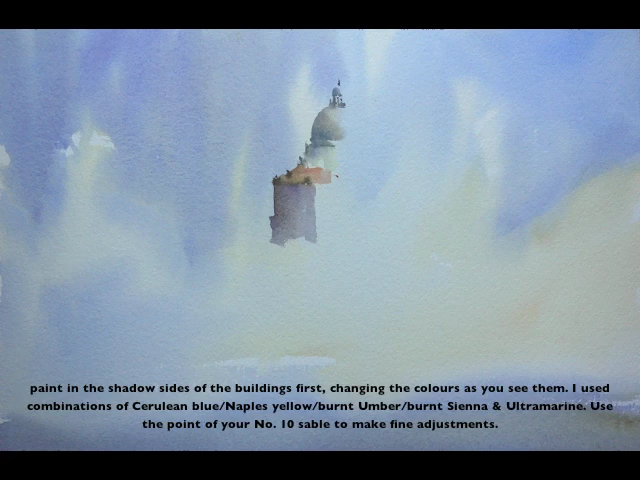 paint in the shadow sides of the buildings first, changing the colours as you see them. I used
combinations of Cerulean blue/Naples yellow/burnt Umber/burnt Sienna & Ultramarine. Use
the point of your No. 10 sable to make fine adjustments.